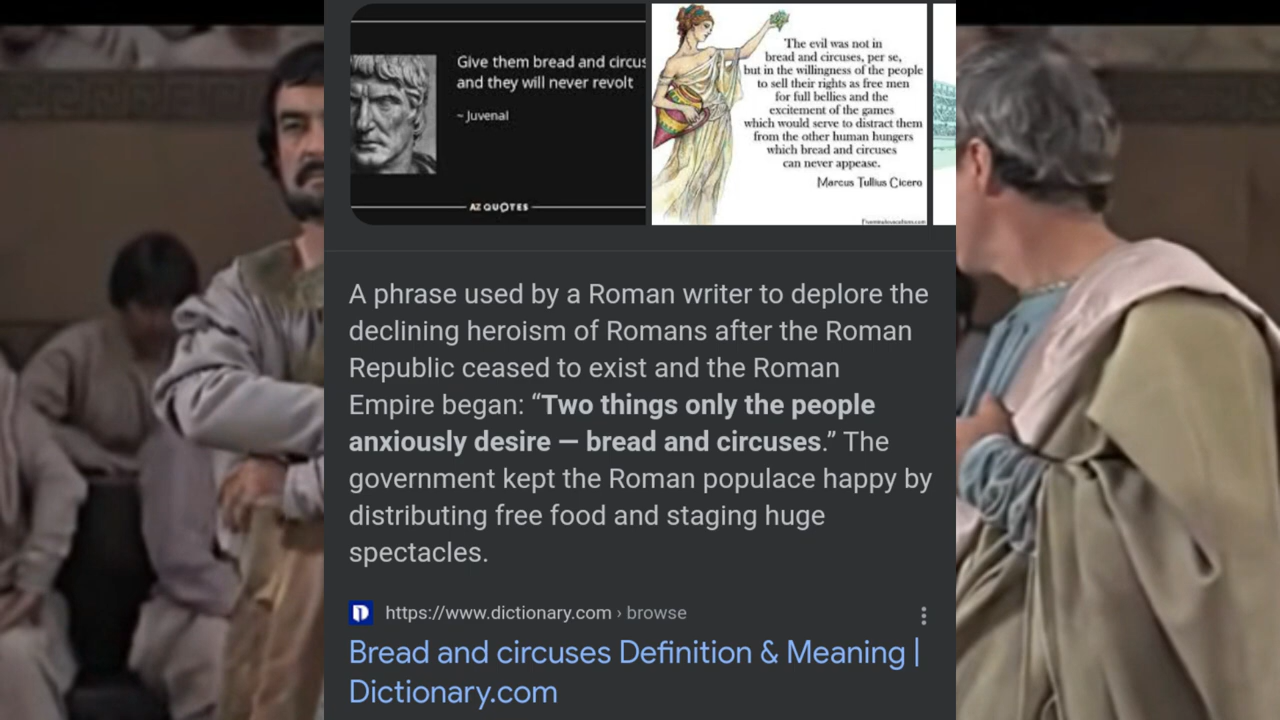 Give them bread and circus
and they will never revolt
~ Juvenal
AZ QUOTES
The evil was not in
bread and circuses, per se,
but in the willingness of the people
to sell their rights as free men
for full bellies and the
excitement of the games
which would serve to distract them
from the other human hungers
which bread and circuses
can never appease.
Marcus Tullius Cicero
A phrase used by a Roman writer to deplore the
declining heroism of Romans after the Roman
Republic ceased to exist and the Roman
Empire began: “Two things only the people
anxiously desire — bread and circuses.” The
government kept the Roman populace happy by
distributing free food and staging huge
spectacles.
https://www.dictionary.com › browse
Bread and circuses Definition & Meaning |
Dictionary.com